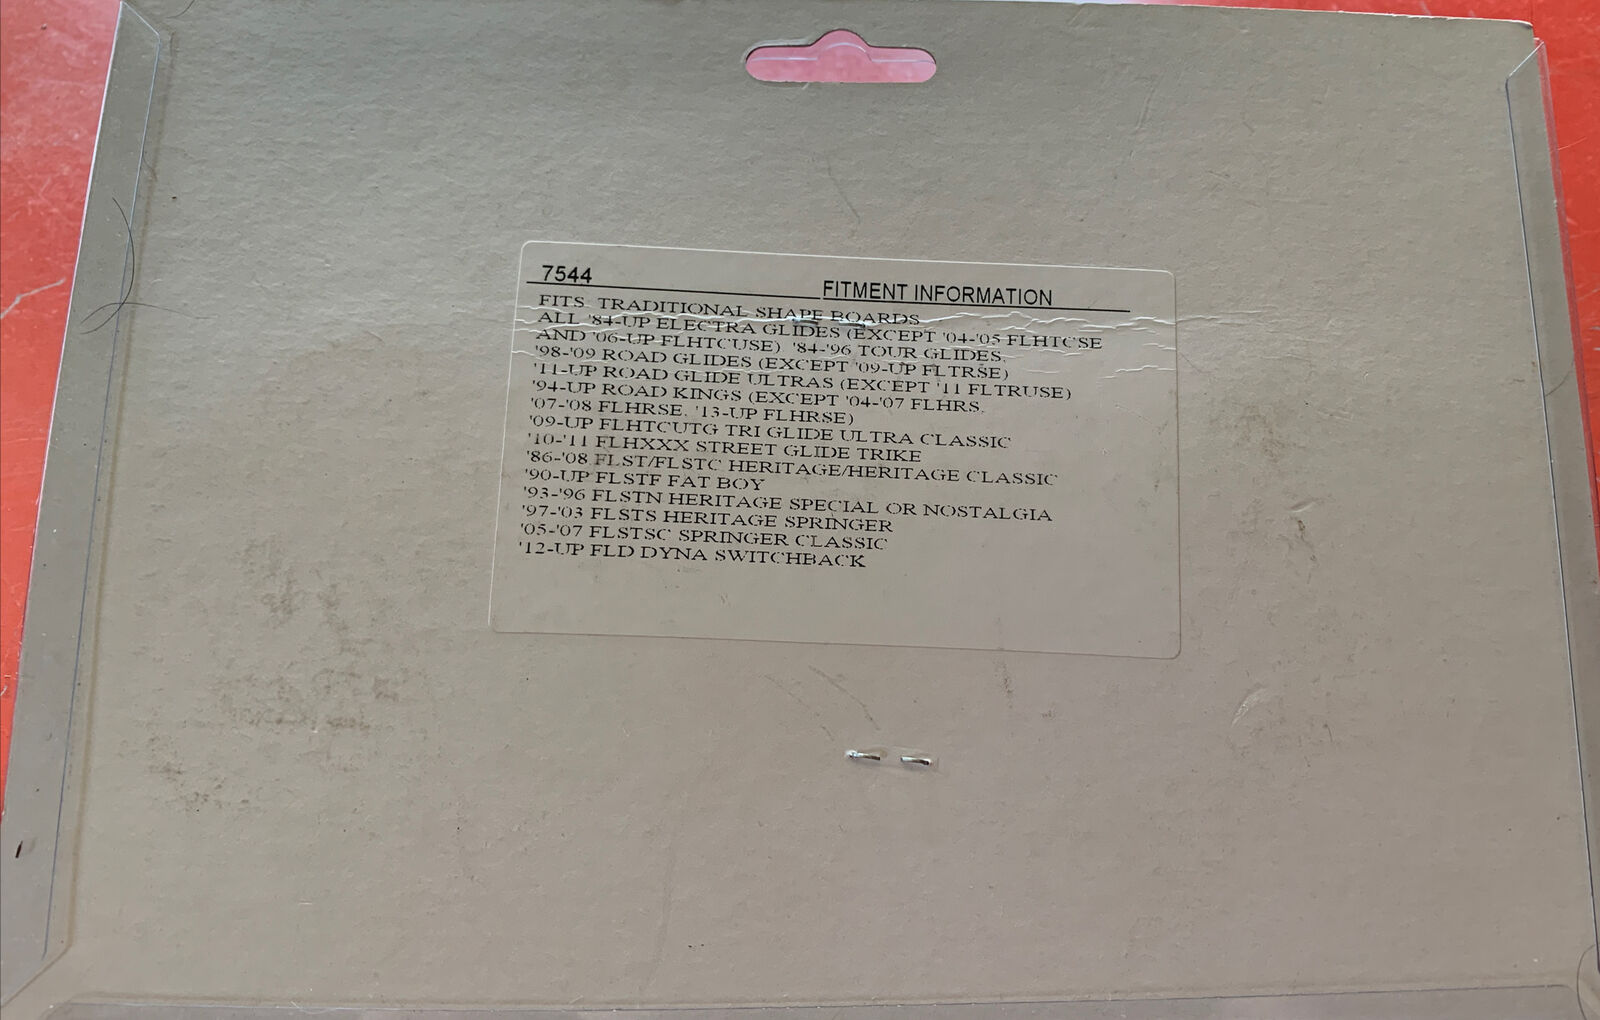 7544
FITMENT INFORMATION
FITS TRADITIONAL SHAPE BOARDS
ALL '84-UP ELECTRA GLIDES (EXCEPT '04-'05 FLHTCSE
AND '06-UP FLHTCUSE) '84-'96 TOUR GLIDES,
'98-'09 ROAD GLIDES (EXCEPT '09-UP FLTRSE)
'11-UP ROAD GLIDE ULTRAS (EXCEPT '11 FLTRUSE)
'94-UP ROAD KINGS (EXCEPT '04-'07 FLHRS,
'07-'08 FLHRSE, '13-UP FLHRSE)
'09-UP FLHTCUTG TRI GLIDE ULTRA CLASSIC
'10-'11 FLHXXX STREET GLIDE TRIKE
'86-'08 FLST/FLSTC HERITAGE/HERITAGE CLASSIC
'90-UP FLSTF FAT BOY
'93-'96 FLSTN HERITAGE SPECIAL OR NOSTALGIA
'97-'03 FLSTS HERITAGE SPRINGER
'05-'07 FLSTSC SPRINGER CLASSIC
'12-UP FLD DYNA SWITCHBACK